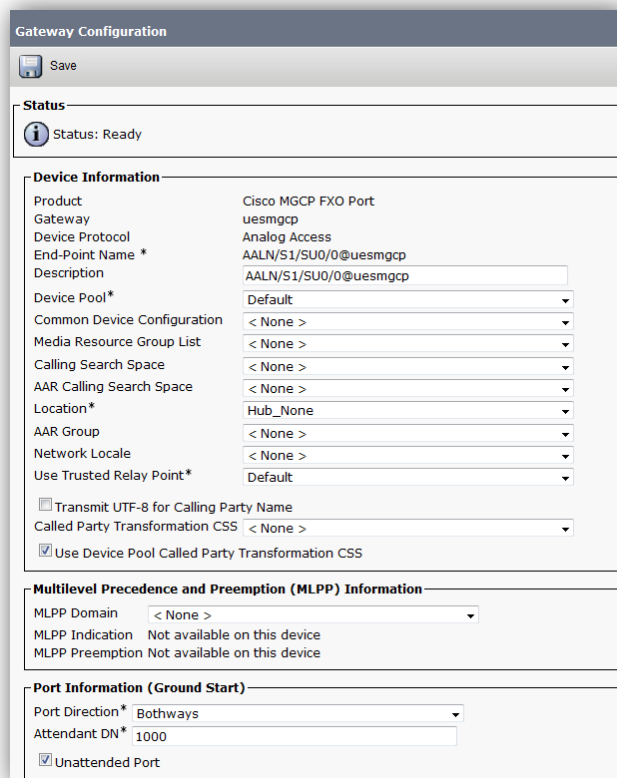 Gateway Configuration
Save
Status
Status: Ready
Device Information
Product Cisco MGCP FXO Port
Gateway uesmgcp
Device Protocol Analog Access
End-Point Name * AALN/S1/SU0/0@uesmgcp
Description AALN/S1/SU0/0@uesmgcp
Device Pool* Default
Common Device Configuration < None >
Media Resource Group List < None >
Calling Search Space < None >
AAR Calling Search Space < None >
Location* Hub_None
AAR Group < None >
Network Locale < None >
Use Trusted Relay Point* Default
Transmit UTF-8 for Calling Party Name
Called Party Transformation CSS < None >
Use Device Pool Called Party Transformation CSS
Multilevel Precedence and Preemption (MLPP) Information
MLPP Domain < None >
MLPP Indication Not available on this device
MLPP Preemption Not available on this device
Port Information (Ground Start)
Port Direction* Bothways
Attendant DN* 1000
Unattended Port